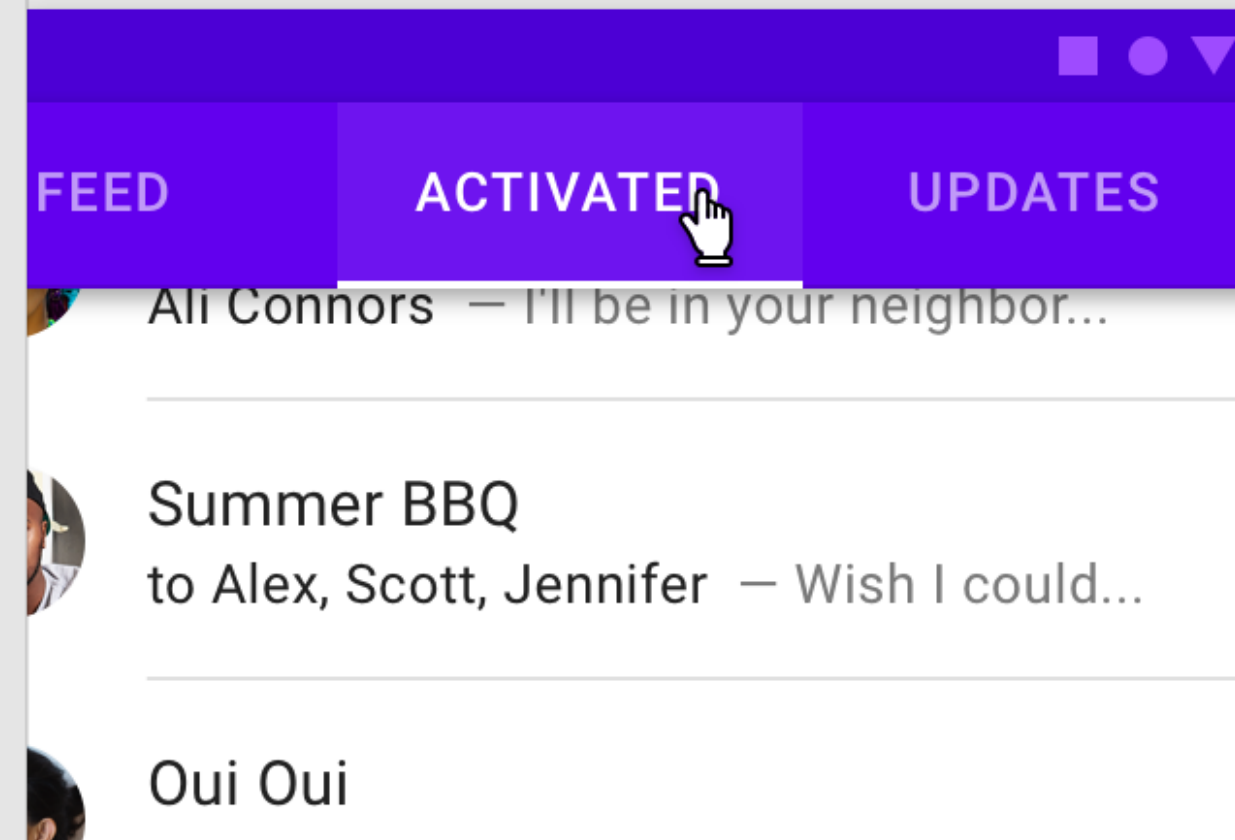 FEED ACTIVATED UPDATES
Ali Connors — I'll be in your neighbor...
Summer BBQ
to Alex, Scott, Jennifer — Wish I could...
Oui Oui